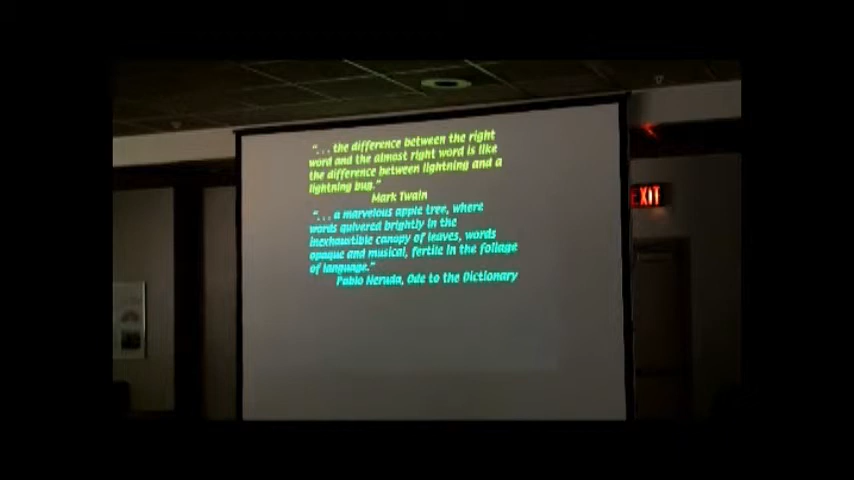 “. . . the difference between the right
word and the almost right word is like
the difference between lightning and a
lightning bug.”
Mark Twain
“. . . a marvelous apple tree, where
words quivered brightly in the
inexhaustible canopy of leaves, words
opaque and musical, fertile in the foliage
of language.”
Pablo Neruda, Ode to the Dictionary
EXIT